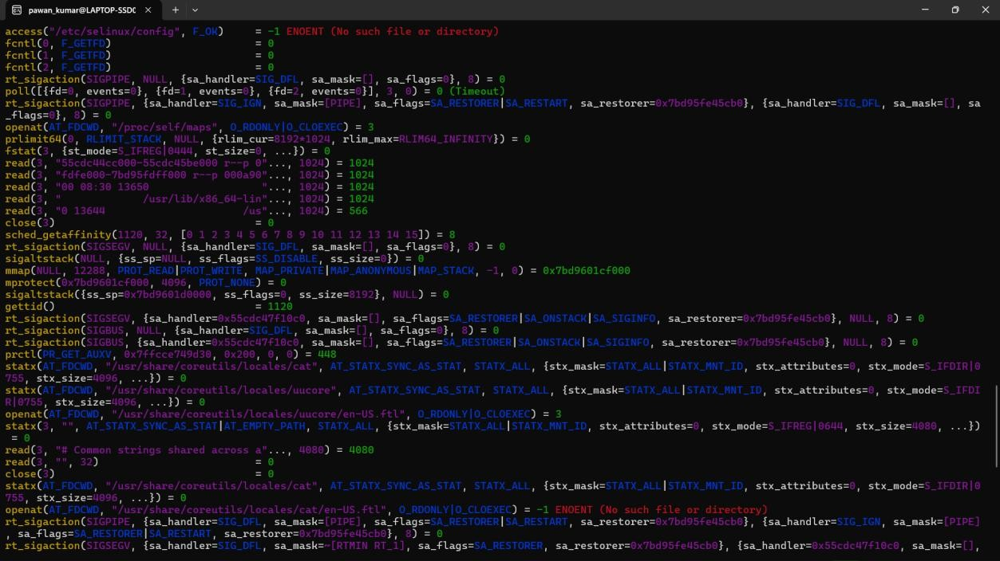 pawan_kumar@LAPTOP-SSD0
access("/etc/selinux/config", F_OK)     = -1 ENOENT (No such file or directory)
fcntl(0, F_GETFD)                       = 0
fcntl(1, F_GETFD)                       = 0
fcntl(2, F_GETFD)                       = 0
rt_sigaction(SIGPIPE, NULL, {sa_handler=SIG_DFL, sa_mask=[], sa_flags=0}, 8) = 0
poll([{fd=0, events=0}, {fd=1, events=0}, {fd=2, events=0}], 3, 0) = 0 (Timeout)
rt_sigaction(SIGPIPE, {sa_handler=SIG_IGN, sa_mask=[PIPE], sa_flags=SA_RESTORER|SA_RESTART, sa_restorer=0x7bd95fe45cb0}, {sa_handler=SIG_DFL, sa_mask=[], sa
_flags=0}, 8) = 0
openat(AT_FDCWD, "/proc/self/maps", O_RDONLY|O_CLOEXEC) = 3
prlimit64(0, RLIMIT_STACK, NULL, {rlim_cur=8192*1024, rlim_max=RLIM64_INFINITY}) = 0
fstat(3, {st_mode=S_IFREG|0444, st_size=0, ...}) = 0
read(3, "55cdc44cc000-55cdc45be000 r--p 0"..., 1024) = 1024
read(3, "fdfe000-7bd95fdff000 r--p 000a90"..., 1024) = 1024
read(3, "00 08:30 13650                  "..., 1024) = 1024
read(3, "             /usr/lib/x86_64-lin"..., 1024) = 1024
read(3, "0 13644                      /us"..., 1024) = 566
close(3)                                = 0
sched_getaffinity(1120, 32, [0 1 2 3 4 5 6 7 8 9 10 11 12 13 14 15]) = 8
rt_sigaction(SIGSEGV, NULL, {sa_handler=SIG_DFL, sa_mask=[], sa_flags=0}, 8) = 0
sigaltstack(NULL, {ss_sp=NULL, ss_flags=SS_DISABLE, ss_size=0}) = 0
mmap(NULL, 12288, PROT_READ|PROT_WRITE, MAP_PRIVATE|MAP_ANONYMOUS|MAP_STACK, -1, 0) = 0x7bd9601cf000
mprotect(0x7bd9601cf000, 4096, PROT_NONE) = 0
sigaltstack({ss_sp=0x7bd9601d0000, ss_flags=0, ss_size=8192}, NULL) = 0
gettid()                                = 1120
rt_sigaction(SIGSEGV, {sa_handler=0x55cdc47f10c0, sa_mask=[], sa_flags=SA_RESTORER|SA_ONSTACK|SA_SIGINFO, sa_restorer=0x7bd95fe45cb0}, NULL, 8) = 0
rt_sigaction(SIGBUS, NULL, {sa_handler=SIG_DFL, sa_mask=[], sa_flags=0}, 8) = 0
rt_sigaction(SIGBUS, {sa_handler=0x55cdc47f10c0, sa_mask=[], sa_flags=SA_RESTORER|SA_ONSTACK|SA_SIGINFO, sa_restorer=0x7bd95fe45cb0}, NULL, 8) = 0
prctl(PR_GET_AUXV, 0x7ffcce749d30, 0x200, 0, 0) = 448
statx(AT_FDCWD, "/usr/share/coreutils/locales/cat", AT_STATX_SYNC_AS_STAT, STATX_ALL, {stx_mask=STATX_ALL|STATX_MNT_ID, stx_attributes=0, stx_mode=S_IFDIR|0
755, stx_size=4096, ...}) = 0
statx(AT_FDCWD, "/usr/share/coreutils/locales/uucore", AT_STATX_SYNC_AS_STAT, STATX_ALL, {stx_mask=STATX_ALL|STATX_MNT_ID, stx_attributes=0, stx_mode=S_IFDI
R|0755, stx_size=4096, ...}) = 0
openat(AT_FDCWD, "/usr/share/coreutils/locales/uucore/en-US.ftl", O_RDONLY|O_CLOEXEC) = 3
statx(3, "", AT_STATX_SYNC_AS_STAT|AT_EMPTY_PATH, STATX_ALL, {stx_mask=STATX_ALL|STATX_MNT_ID, stx_attributes=0, stx_mode=S_IFREG|0644, stx_size=4080, ...})
 = 0
read(3, "# Common strings shared across a"..., 4080) = 4080
read(3, "", 32)                         = 0
close(3)                                = 0
statx(AT_FDCWD, "/usr/share/coreutils/locales/cat", AT_STATX_SYNC_AS_STAT, STATX_ALL, {stx_mask=STATX_ALL|STATX_MNT_ID, stx_attributes=0, stx_mode=S_IFDIR|0
755, stx_size=4096, ...}) = 0
openat(AT_FDCWD, "/usr/share/coreutils/locales/cat/en-US.ftl", O_RDONLY|O_CLOEXEC) = -1 ENOENT (No such file or directory)
rt_sigaction(SIGPIPE, {sa_handler=SIG_DFL, sa_mask=[PIPE], sa_flags=SA_RESTORER|SA_RESTART, sa_restorer=0x7bd95fe45cb0}, {sa_handler=SIG_IGN, sa_mask=[PIPE]
, sa_flags=SA_RESTORER|SA_RESTART, sa_restorer=0x7bd95fe45cb0}, 8) = 0
rt_sigaction(SIGSEGV, {sa_handler=SIG_DFL, sa_mask=~[RTMIN RT_1], sa_flags=SA_RESTORER, sa_restorer=0x7bd95fe45cb0}, {sa_handler=0x55cdc47f10c0, sa_mask=[],